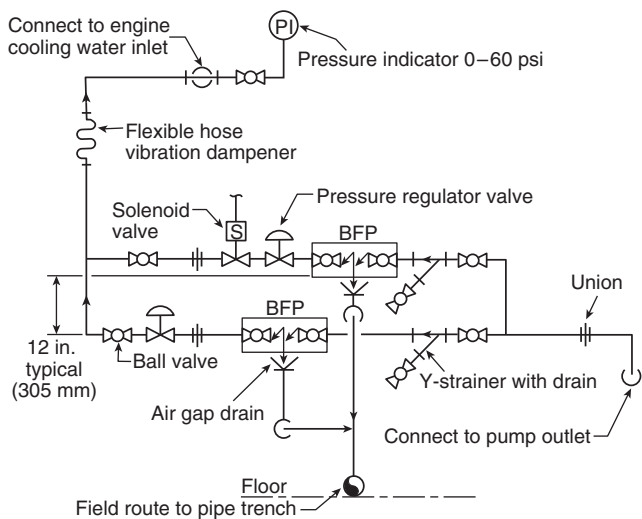 Connect to engine
cooling water inlet
PI
Pressure indicator 0–60 psi
Flexible hose
vibration dampener
Solenoid
valve
S
Pressure regulator valve
BFP
Union
BFP
12 in.
typical
(305 mm)
Ball valve
Y-strainer with drain
Air gap drain
Connect to pump outlet
Floor
Field route to pipe trench